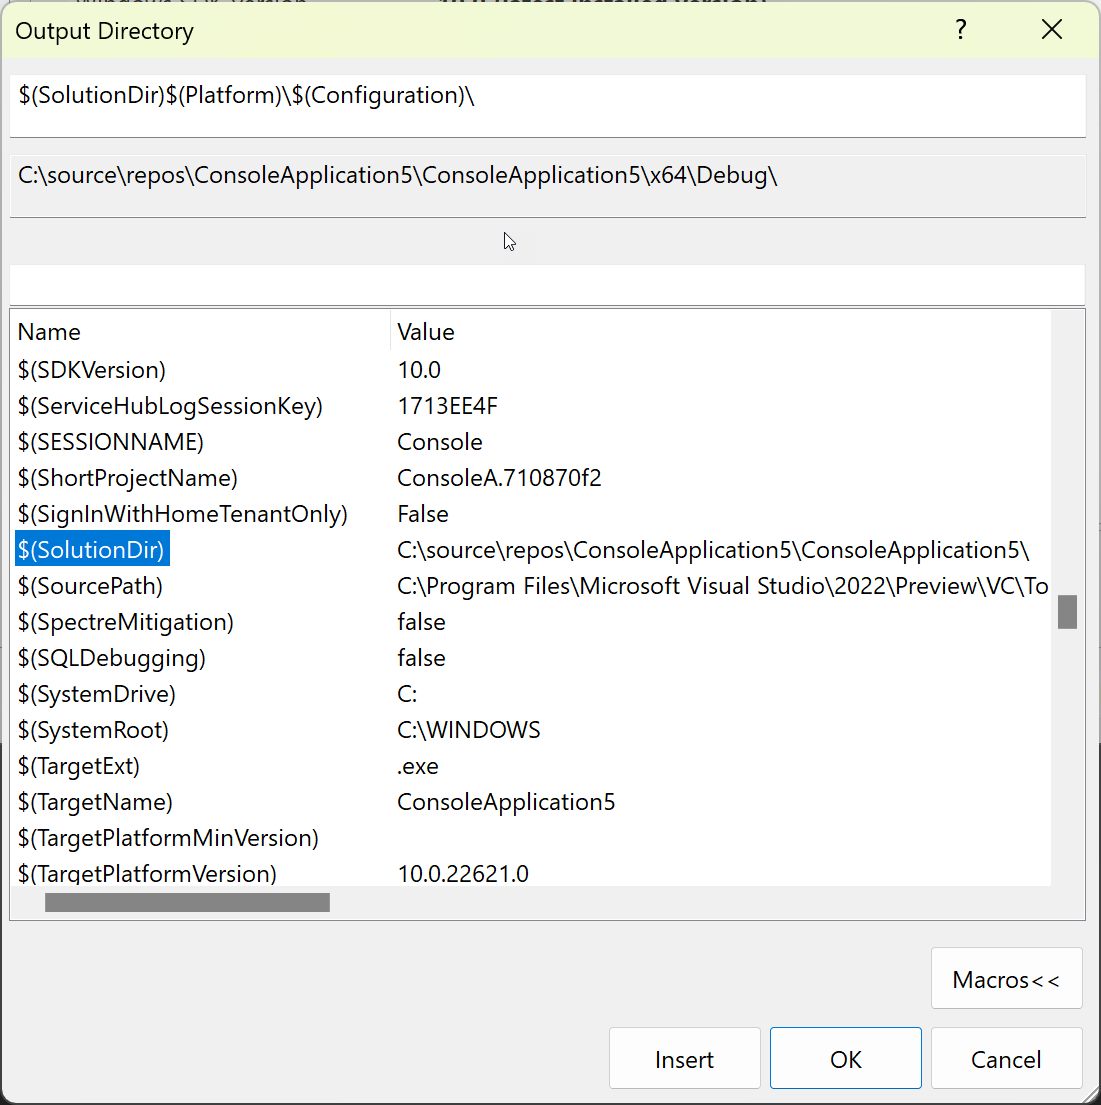 Output Directory ?
$(SolutionDir)$(Platform)\$(Configuration)\
C:\source\repos\ConsoleApplication5\ConsoleApplication5\x64\Debug\
Name Value
$(SDKVersion) 10.0
$(ServiceHubLogSessionKey) 1713EE4F
$(SESSIONNAME) Console
$(ShortProjectName) ConsoleA.710870f2
$(SignInWithHomeTenantOnly) False
$(SolutionDir) C:\source\repos\ConsoleApplication5\ConsoleApplication5\
$(SourcePath) C:\Program Files\Microsoft Visual Studio\2022\Preview\VC\To
$(SpectreMitigation) false
$(SQLDebugging) false
$(SystemDrive) C:
$(SystemRoot) C:\WINDOWS
$(TargetExt) .exe
$(TargetName) ConsoleApplication5
$(TargetPlatformMinVersion)
$(TargetPlatformVersion) 10.0.22621.0
Macros<<
Insert OK Cancel